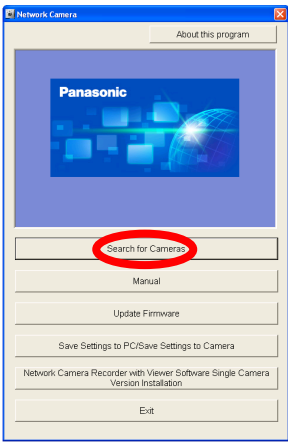 Network Camera
About this program
Panasonic
Search for Cameras
Manual
Update Firmware
Save Settings to PC/Save Settings to Camera
Network Camera Recorder with Viewer Software Single Camera
Version Installation
Exit